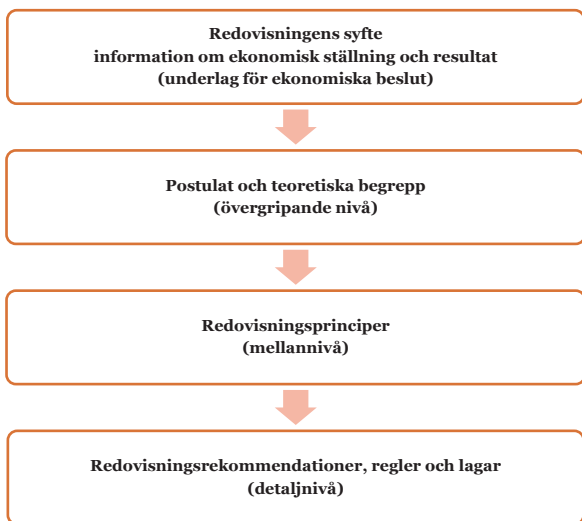 Redovisningens syfte
information om ekonomisk ställning och resultat
(underlag för ekonomiska beslut)
Postulat och teoretiska begrepp
(övergripande nivå)
Redovisningsprinciper
(mellannivå)
Redovisningsrekommendationer, regler och lagar
(detaljnivå)